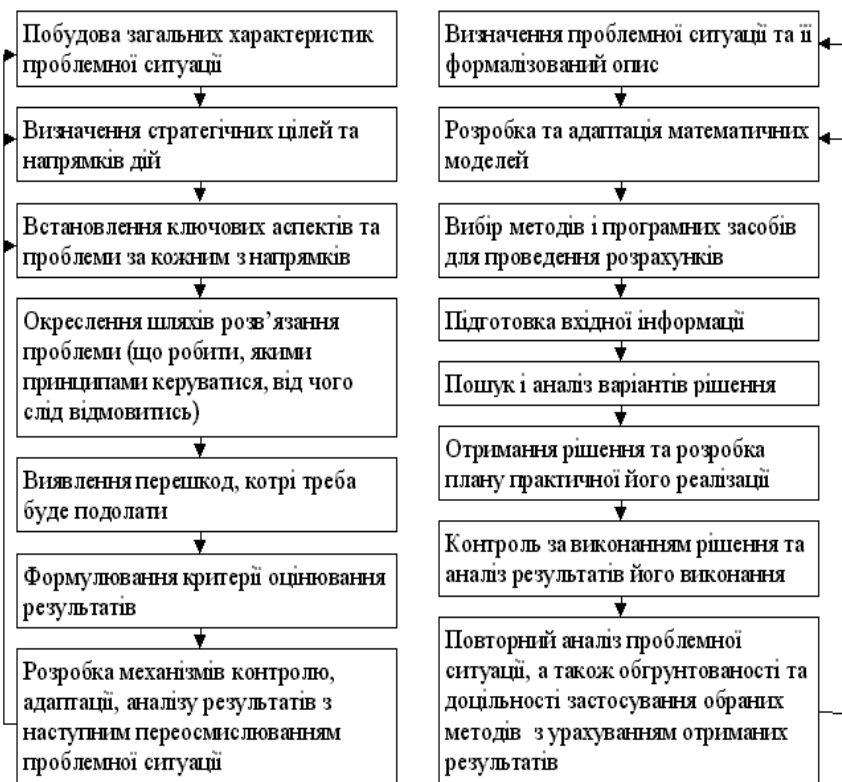 Побудова загальних характеристик
проблемної ситуації
Визначення стратегічних цілей та
напрямків дій
Встановлення ключових аспектів та
проблеми за кожним з напрямків
Окреслення шляхів розв’язання
проблеми (що робити, якими
принципами керуватися, від чого
слід відмовитись)
Виявлення перешкод, котрі треба
буде подолати
Формулювання критерії оцінювання
результатів
Розробка механізмів контролю,
адаптації, аналізу результатів з
наступним переосмислюванням
проблемної ситуації
Визначення проблемної ситуації та її
формалізований опис
Розробка та адаптація математичних
моделей
Вибір методів і програмних засобів
для проведення розрахунків
Підготовка вхідної інформації
Пошук і аналіз варіантів рішення
Отримання рішення та розробка
плану практичної його реалізації
Контроль за виконанням рішення та
аналіз результатів його виконання
Повторний аналіз проблемної
ситуації, а також обгрунтованості та
доцільності застосування обраних
методів з урахуванням отриманих
результатів